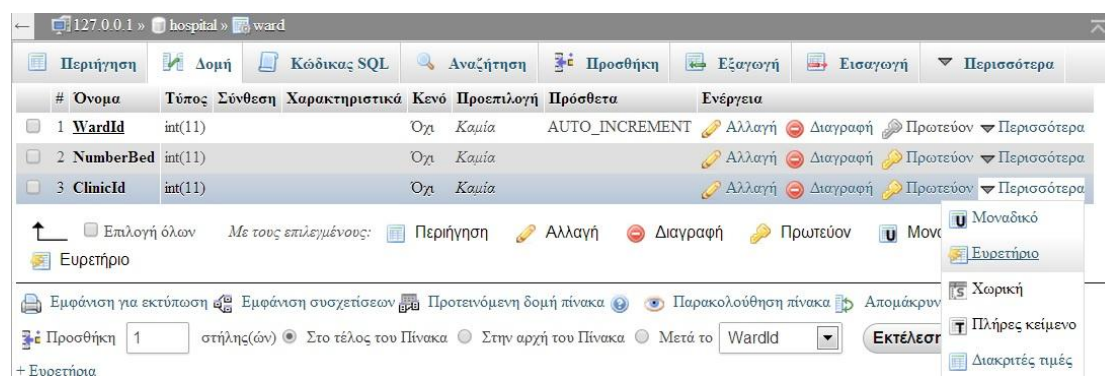 ← 127.0.0.1 » hospital » ward
Περιήγηση Δομή Κώδικας SQL Αναζήτηση Προσθήκη Εξαγωγή Εισαγωγή Περισσότερα
# Όνομα Τύπος Σύνθεση Χαρακτηριστικά Κενό Προεπιλογή Πρόσθετα Ενέργεια
1 WardId int(11) Όχι Καμία AUTO_INCREMENT Αλλαγή Διαγραφή Πρωτεύον Περισσότερα
2 NumberBed int(11) Όχι Καμία Αλλαγή Διαγραφή Πρωτεύον Περισσότερα
3 ClinicId int(11) Όχι Καμία Αλλαγή Διαγραφή Πρωτεύον Περισσότερα
Επιλογή όλων Με τους επιλεγμένους: Περιήγηση Αλλαγή Διαγραφή Πρωτεύον U Μονα
Ευρετήριο
U Μοναδικό
Ευρετήριο
S Χωρική
T Πλήρες κείμενο
Διακριτές τιμές
Εμφάνιση για εκτύπωση Εμφάνιση συσχετίσεων Προτεινόμενη δομή πίνακα Παρακολούθηση πίνακα Απομάκρυν
Προσθήκη 1 στήλης(ών) Στο τέλος του Πίνακα Στην αρχή του Πίνακα Μετά το WardId Εκτέλεση
+ Ευρετήρια